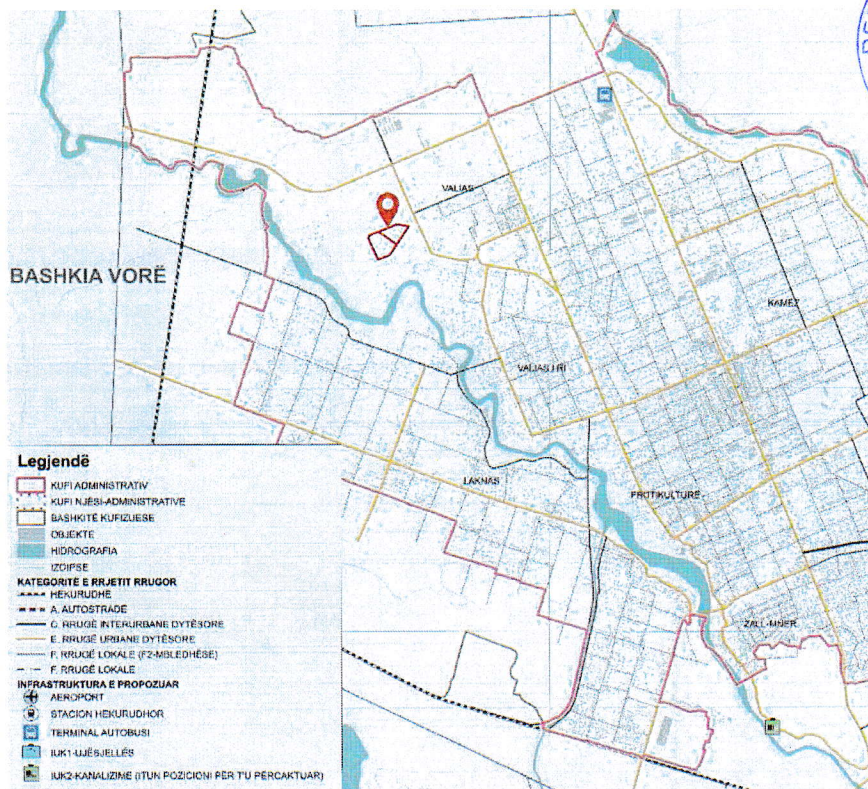 VALIAS
BASHKIA VORË
KAMËZ
VALIAS I RI
LAKNAS
FRUTIKULTURË
ZALL-MNER
Legjendë
KUFI ADMINISTRATIV
KUFI NJËSI-ADMINISTRATIVE
BASHKITË KUFIZUESE
OBJEKTE
HIDROGRAFIA
IZOIPSE
KATEGORITË E RRJETIT RRUGOR
HEKURUDHË
A. AUTOSTRADË
C. RRUGË INTERURBANE DYTËSORE
E. RRUGË URBANE DYTËSORE
F. RRUGË LOKALE (F2-MBLEDHËSE)
F. RRUGË LOKALE
INFRASTRUKTURA E PROPOZUAR
AEROPORT
STACION HEKURUDHOR
TERMINAL AUTOBUSI
IUK1-UJËSJELLËS
IUK2-KANALIZIME (ITUN POZICIONI PËR T'U PËRCAKTUAR)